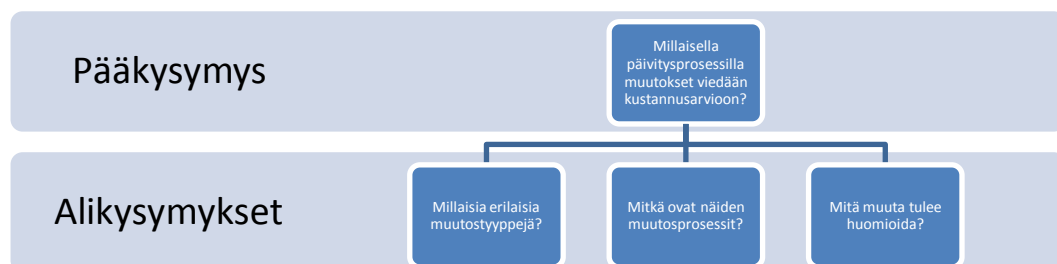 Pääkysymys
Millaisella
päivitysprosessilla
muutokset viedään
kustannusarvioon?
Alikysymykset
Millaisia erilaisia
muutostyyppejä?
Mitkä ovat näiden
muutosprosessit?
Mitä muuta tulee
huomioida?